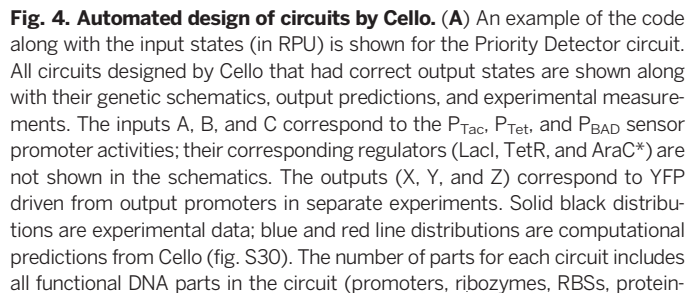 Fig. 4. Automated design of circuits by Cello. (A) An example of the code
along with the input states (in RPU) is shown for the Priority Detector circuit.
All circuits designed by Cello that had correct output states are shown along
with their genetic schematics, output predictions, and experimental measure-
ments. The inputs A, B, and C correspond to the PTac, PTet, and PBAD sensor
promoter activities; their corresponding regulators (LacI, TetR, and AraC*) are
not shown in the schematics. The outputs (X, Y, and Z) correspond to YFP
driven from output promoters in separate experiments. Solid black distribu-
tions are experimental data; blue and red line distributions are computational
predictions from Cello (fig. S30). The number of parts for each circuit includes
all functional DNA parts in the circuit (promoters, ribozymes, RBSs, protein-